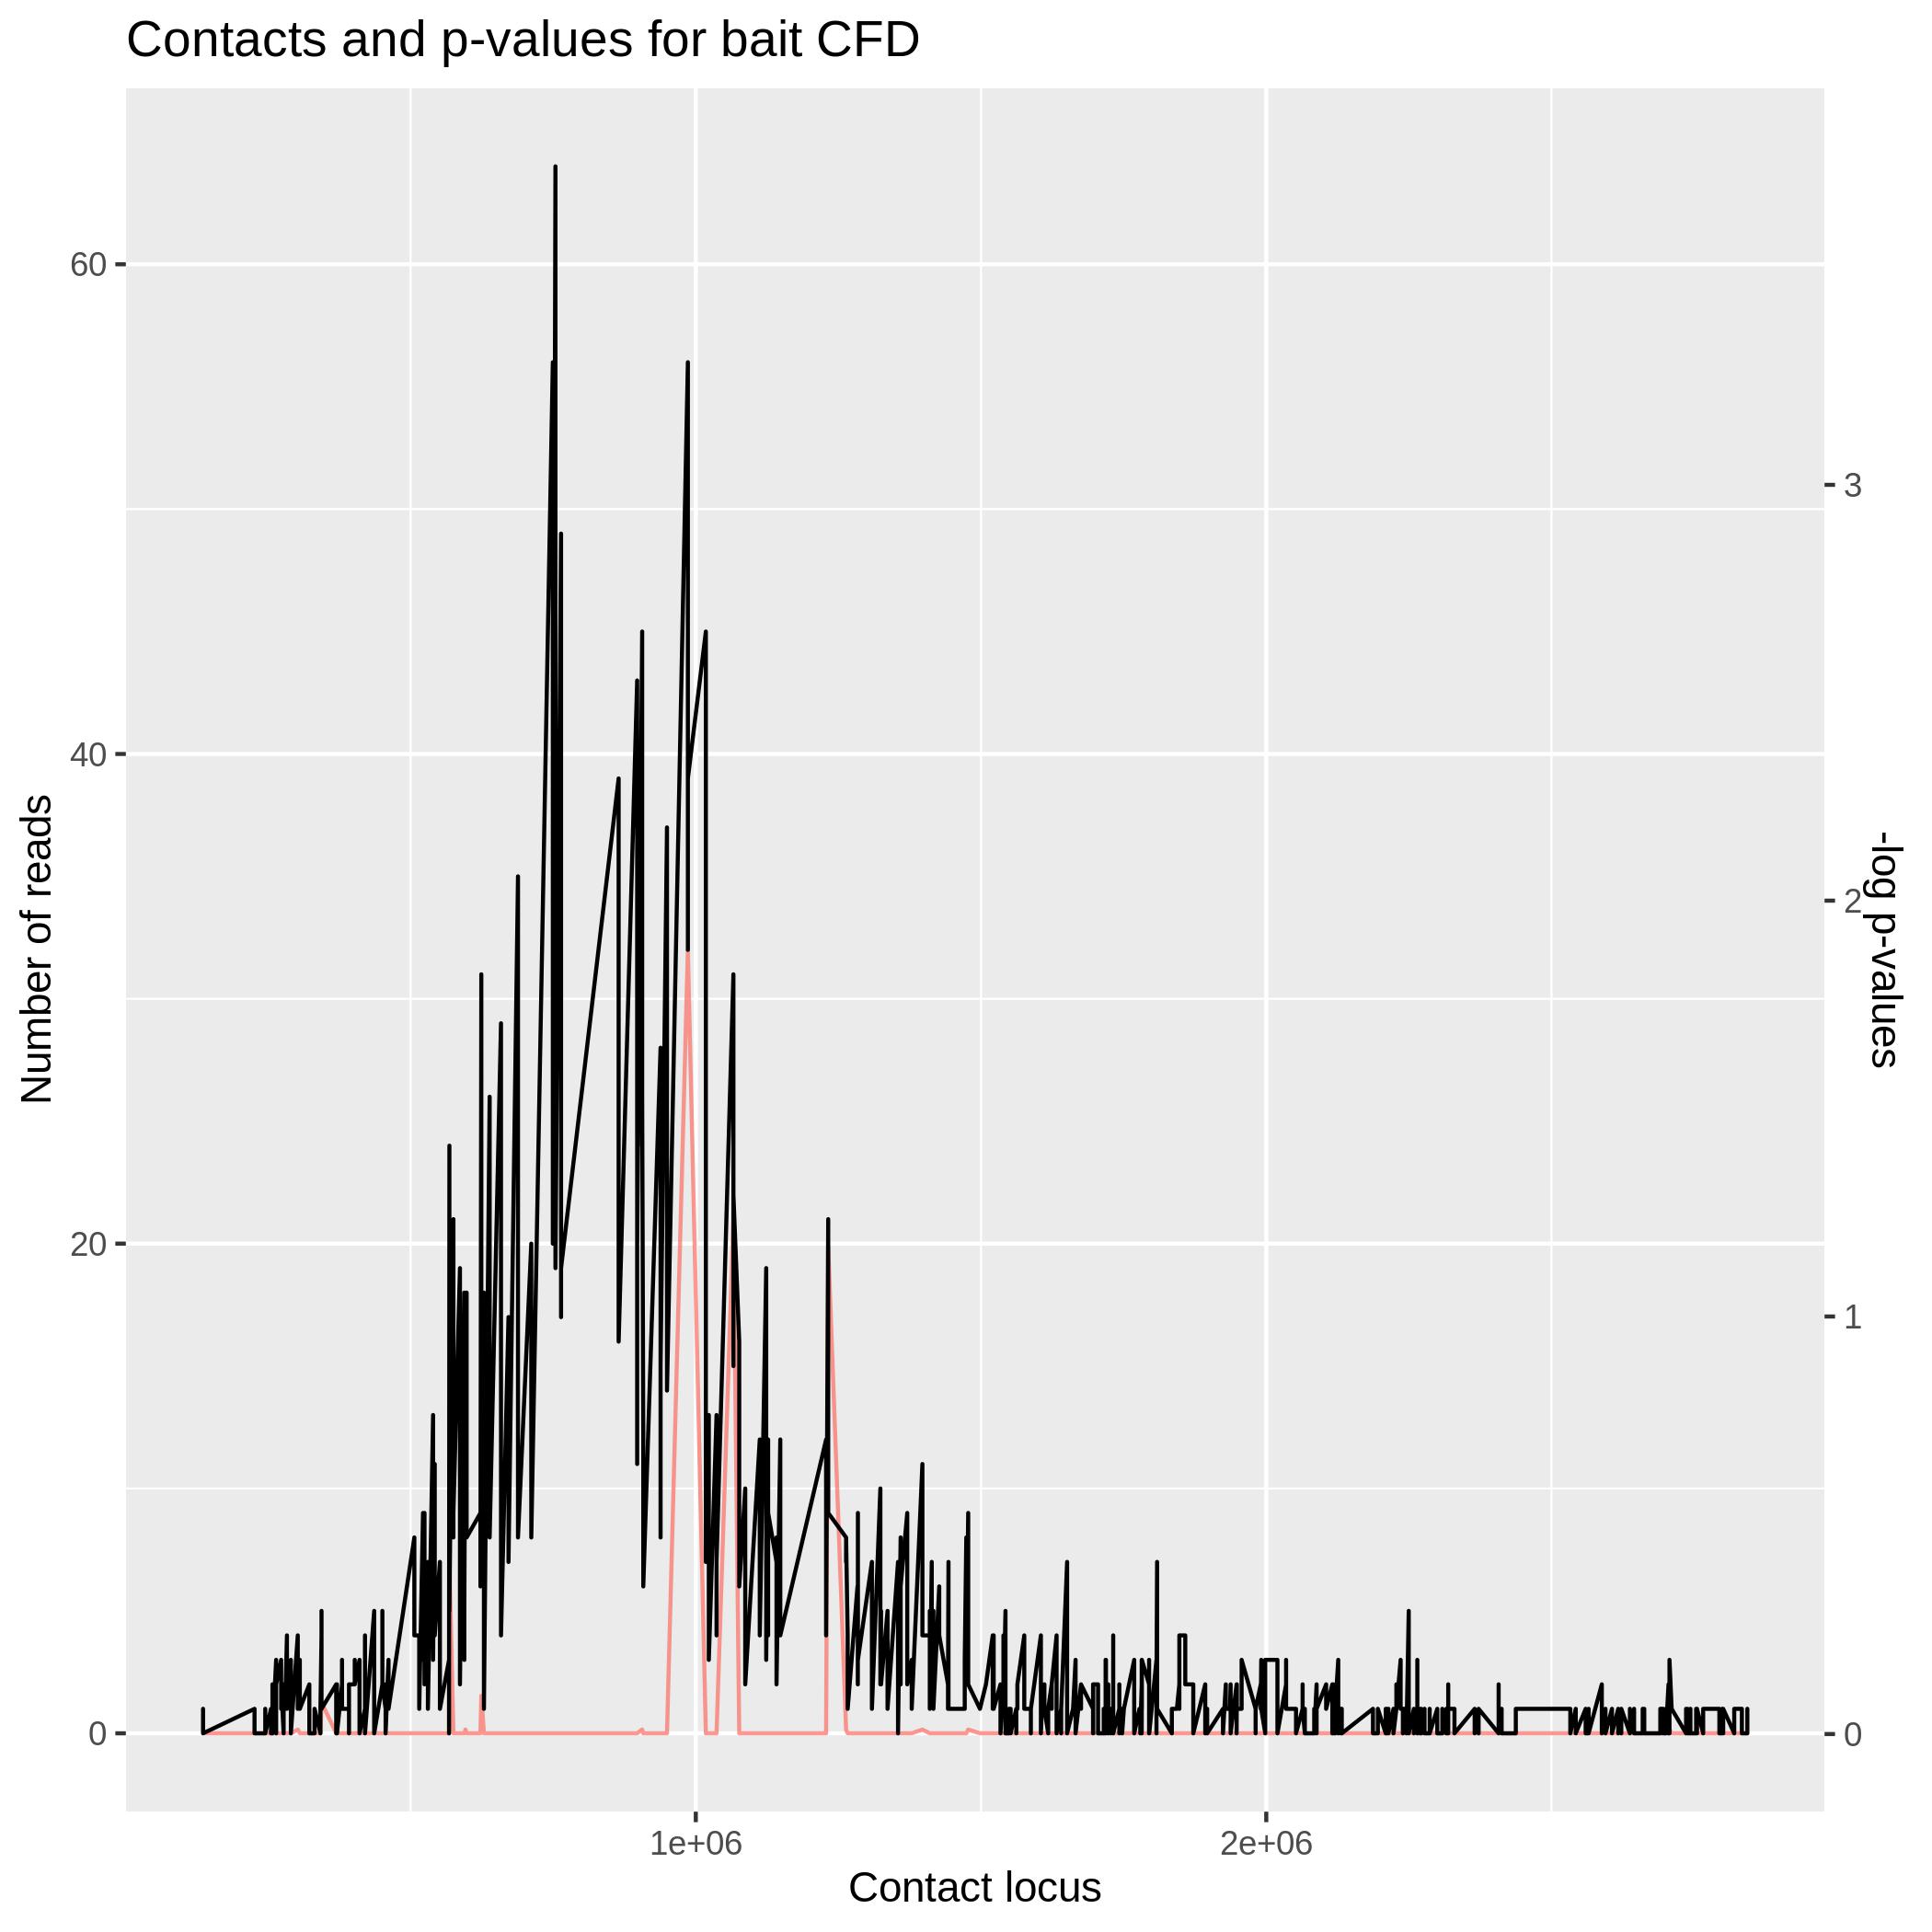 Contacts and p-values for bait CFD
60
40
20
0
Number of reads
3
2
1
0
-log p-values
1e+06
2e+06
Contact locus